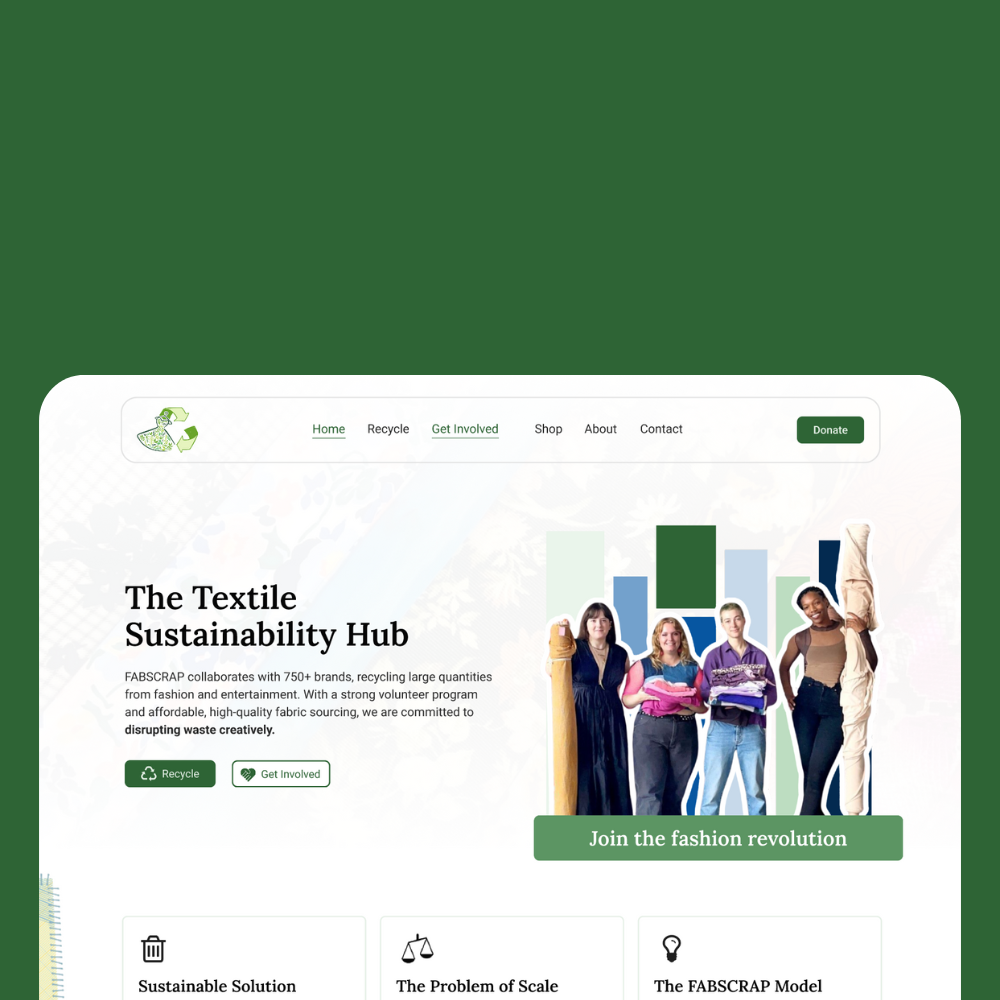 Home Recycle Get Involved Shop About Contact Donate
The Textile
Sustainability Hub
FABSCRAP collaborates with 750+ brands, recycling large quantities
from fashion and entertainment. With a strong volunteer program
and affordable, high-quality fabric sourcing, we are committed to
disrupting waste creatively.
Recycle Get Involved
Join the fashion revolution
Sustainable Solution The Problem of Scale The FABSCRAP Model